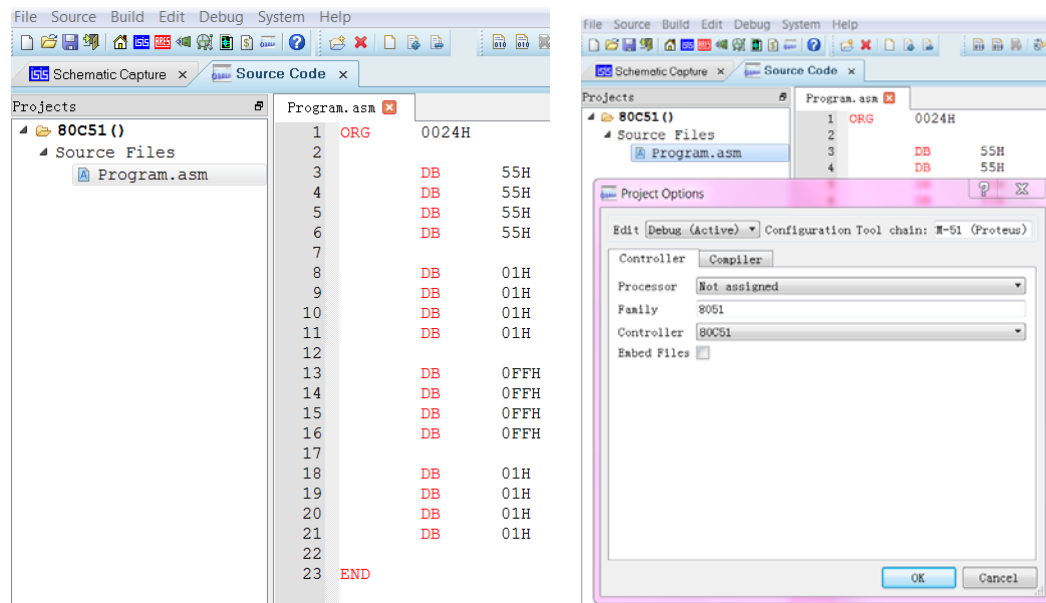 File Source Build Edit Debug System Help
ISIS Schematic Capture x Source Code x
Projects
Program.asm
80C51()
Source Files
Program.asm
1 ORG 0024H
2
3 DB 55H
4 DB 55H
5 DB 55H
6 DB 55H
7
8 DB 01H
9 DB 01H
10 DB 01H
11 DB 01H
12
13 DB 0FFH
14 DB 0FFH
15 DB 0FFH
16 DB 0FFH
17
18 DB 01H
19 DB 01H
20 DB 01H
21 DB 01H
22
23 END
File Source Build Edit Debug System Help
ISIS Schematic Capture x Source Code x
Projects
Program.asm
80C51()
Source Files
Program.asm
1 ORG 0024H
2
3 DB 55H
4 DB 55H
Project Options
Edit Debug (Active) Configuration Tool chain: M-51 (Proteus)
Controller Compiler
Processor Not assigned
Family 8051
Controller 80C51
Embed Files
OK Cancel